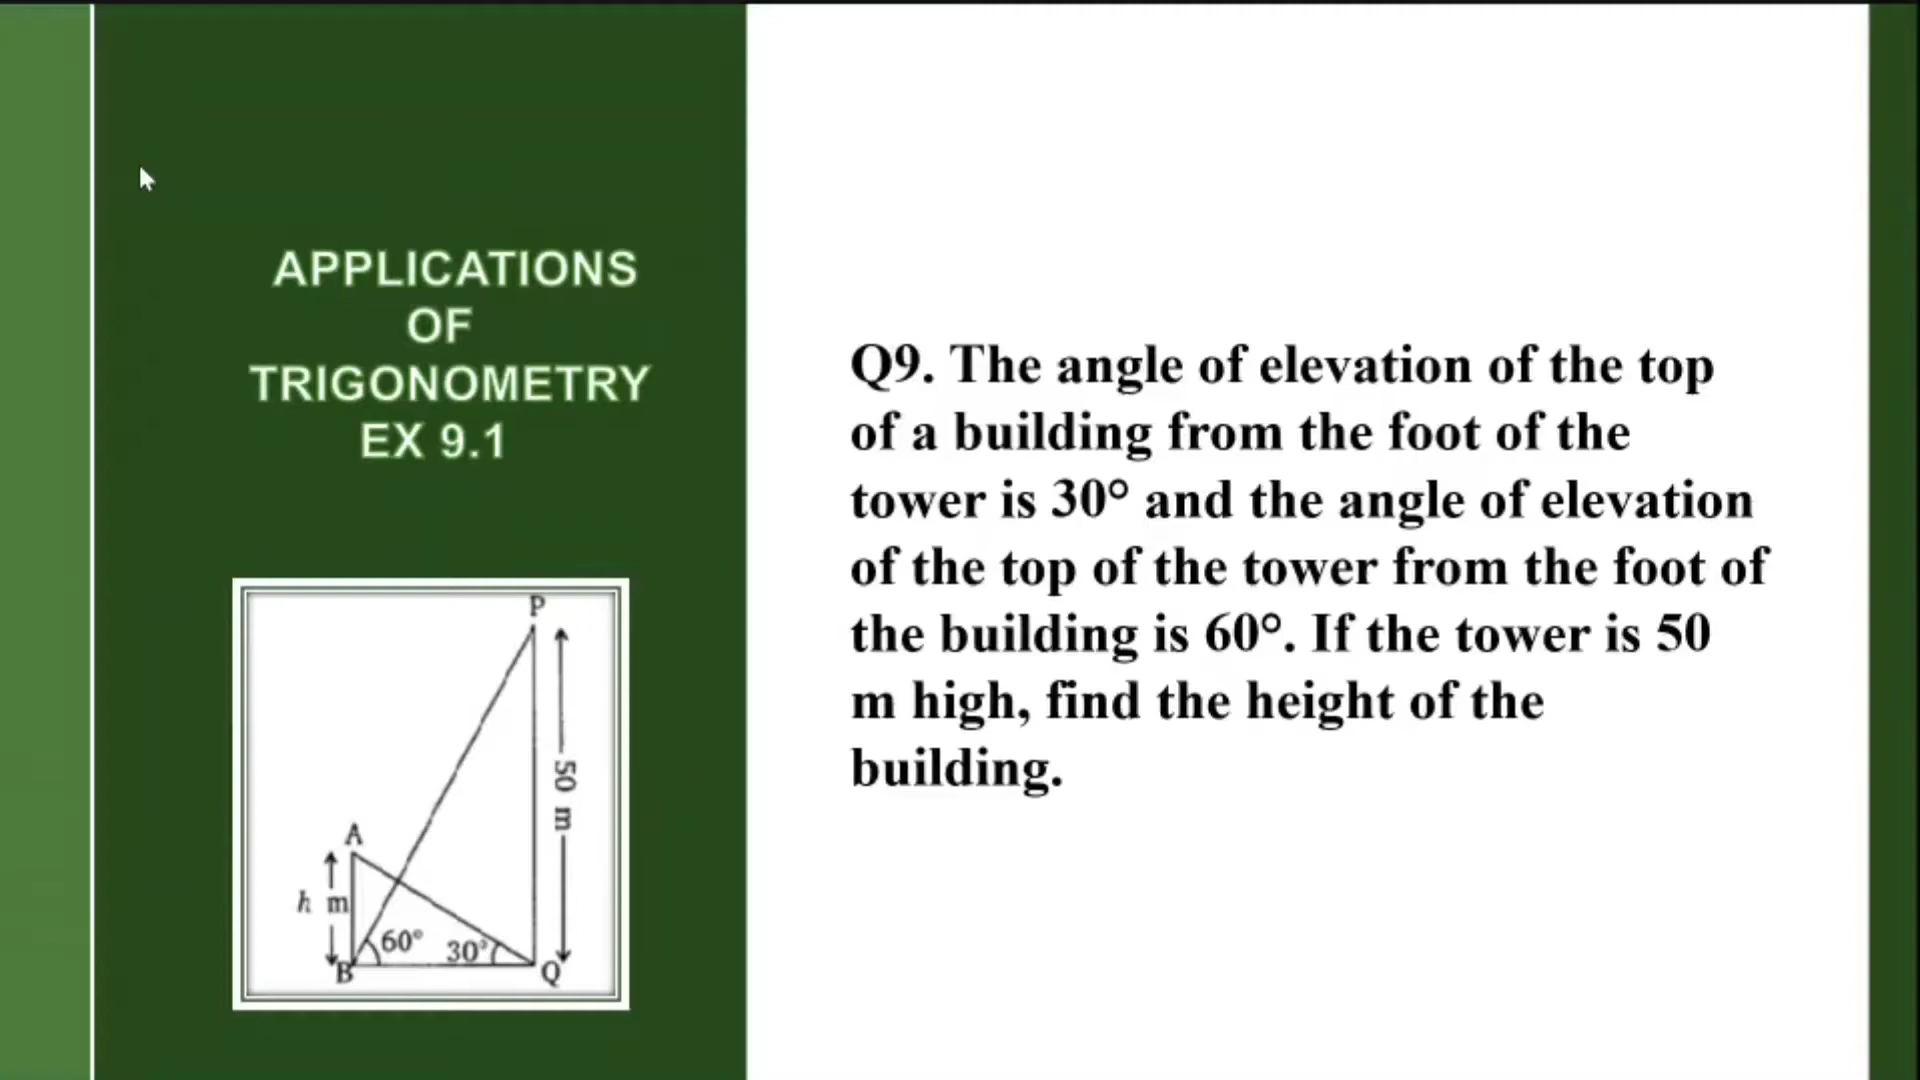 APPLICATIONS
OF
TRIGONOMETRY
EX 9.1
Q9. The angle of elevation of the top
of a building from the foot of the
tower is 30° and the angle of elevation
of the top of the tower from the foot of
the building is 60°. If the tower is 50
m high, find the height of the
building.
P
50 m
A
h m
60°
30°
B
Q